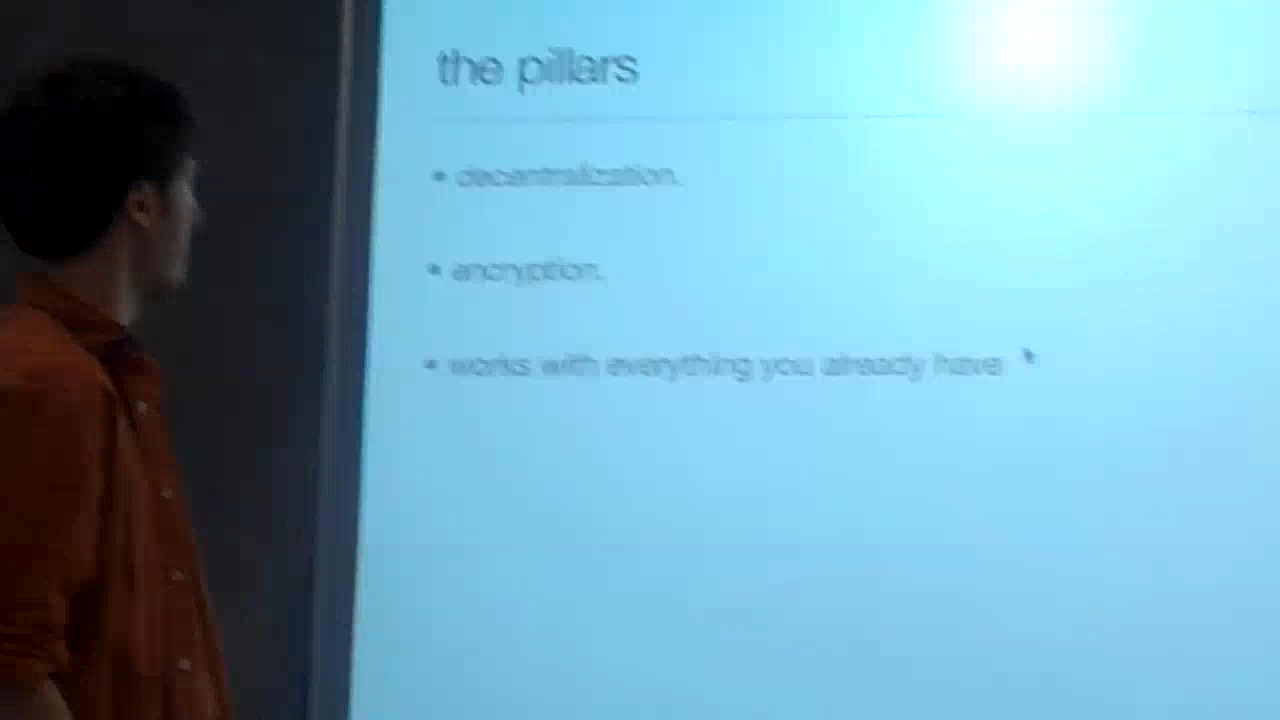 the pillars
• decentralization.
• encryption.
• works with everything you already have